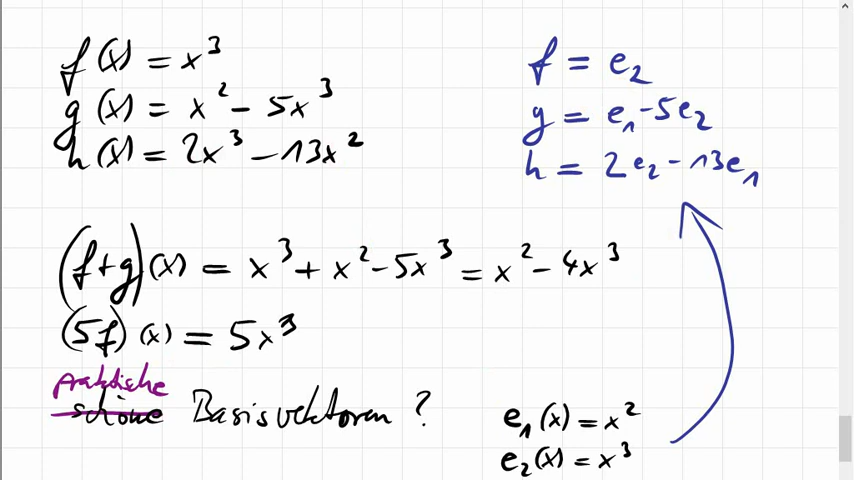 f(x) = x³
g(x) = x² - 5x³
h(x) = 2x³ - 13x²
f = e₂
g = e₁ - 5e₂
h = 2e₂ - 13e₁
(f+g)(x) = x³ + x² - 5x³ = x² - 4x³
(5f)(x) = 5x³
praktische
schöne Basisvektoren ?
e₁(x) = x²
e₂(x) = x³